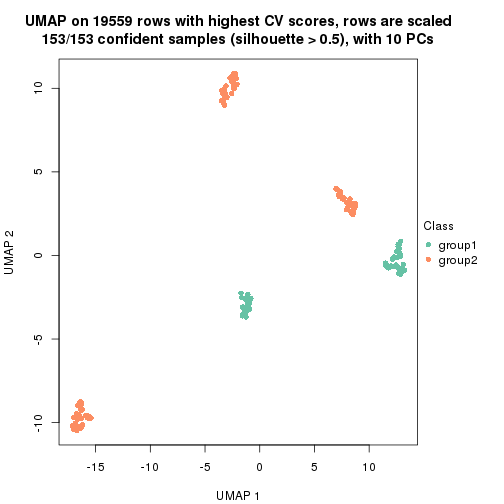 UMAP on 19559 rows with highest CV scores, rows are scaled
153/153 confident samples (silhouette > 0.5), with 10 PCs
10
5
0
-5
-10
UMAP 2
Class
group1
group2
-15
-10
-5
0
5
10
UMAP 1